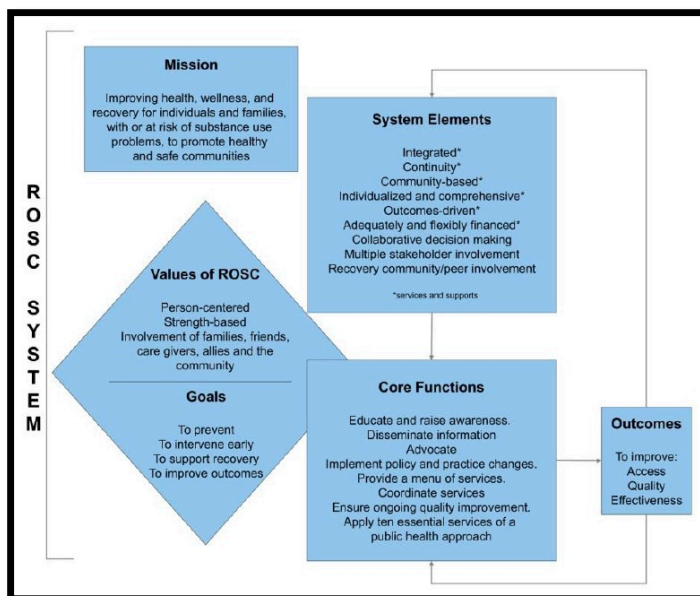 ROSC SYSTEM
Mission
Improving health, wellness, and
recovery for individuals and families,
with or at risk of substance use
problems, to promote healthy
and safe communities
Values of ROSC
Person-centered
Strength-based
Involvement of families, friends,
care givers, allies and the
community
Goals
To prevent
To intervene early
To support recovery
To improve outcomes
System Elements
Integrated*
Continuity*
Community-based*
Individualized and comprehensive*
Outcomes-driven*
Adequately and flexibly financed*
Collaborative decision making
Multiple stakeholder involvement
Recovery community/peer involvement
*services and supports
Core Functions
Educate and raise awareness.
Disseminate information
Advocate
Implement policy and practice changes.
Provide a menu of services.
Coordinate services
Ensure ongoing quality improvement.
Apply ten essential services of a
public health approach
Outcomes
To improve:
Access
Quality
Effectiveness